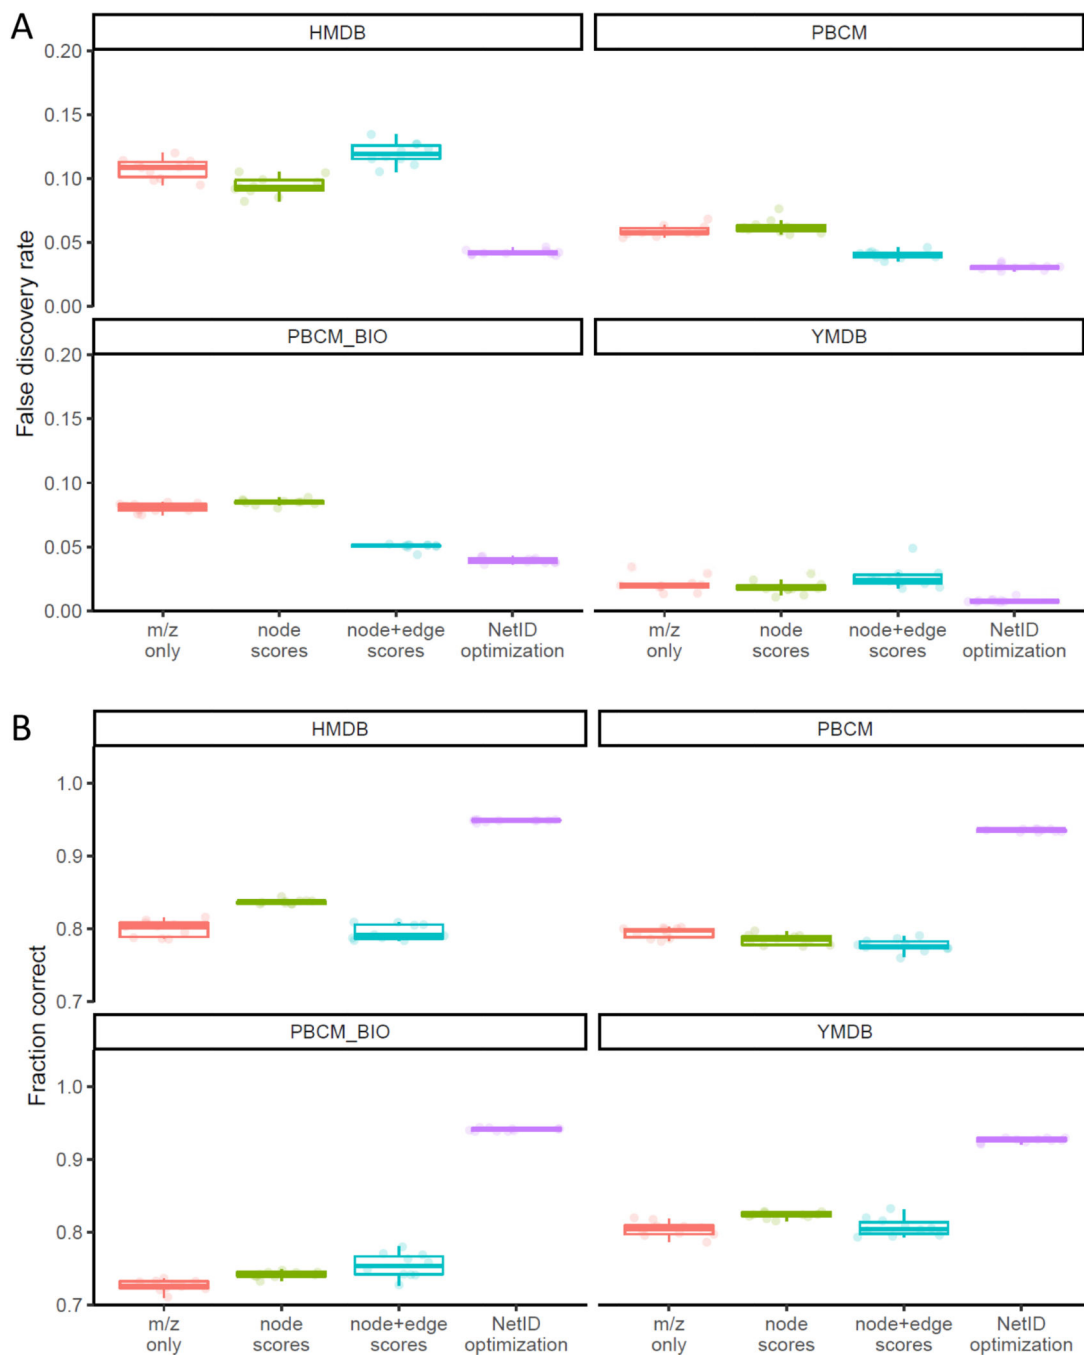 A
HMDB
PBCM
0.20
0.15
0.10
0.05
0.00
False discovery rate
PBCM_BIO
YMDB
0.20
0.15
0.10
0.05
0.00
m/z only
node scores
node+edge scores
NetID optimization
m/z only
node scores
node+edge scores
NetID optimization
B
HMDB
PBCM
1.0
0.9
0.8
0.7
Fraction correct
PBCM_BIO
YMDB
1.0
0.9
0.8
0.7
m/z only
node scores
node+edge scores
NetID optimization
m/z only
node scores
node+edge scores
NetID optimization